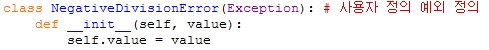 class NegativeDivisionError(Exception): # 사용자 정의 예외 정의
    def __init__(self, value):
        self.value = value